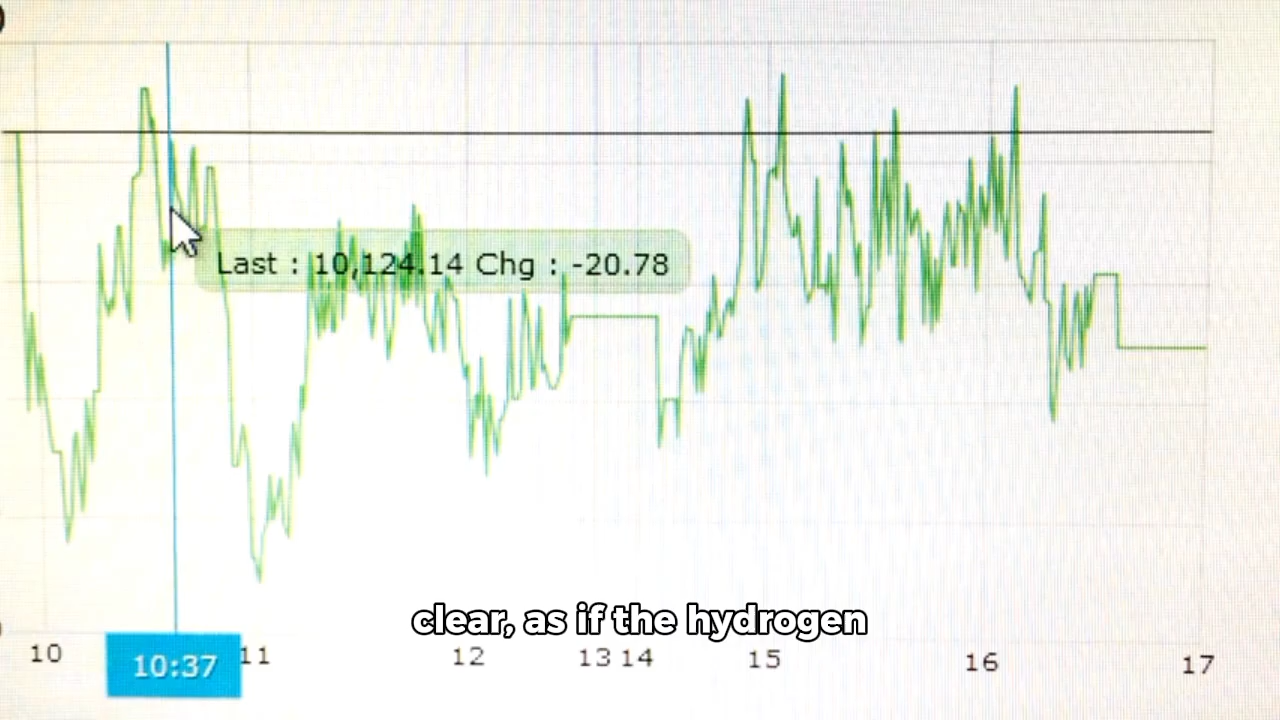 Last : 10,124.14 Chg : -20.78
clear, as if the hydrogen
10 10:37 11 12 13 14 15 16 17